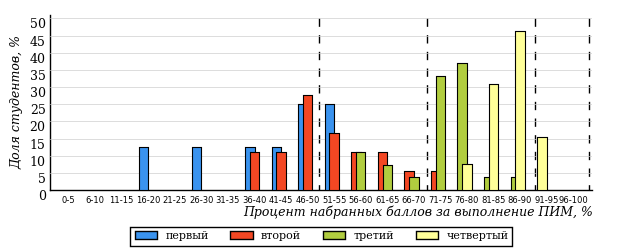 Доля студентов, %
50
45
40
35
30
25
20
15
10
5
0
0-5 6-10 11-15 16-20 21-25 26-30 31-35 36-40 41-45 46-50 51-55 56-60 61-65 66-70 71-75 76-80 81-85 86-90 91-95 96-100
Процент набранных баллов за выполнение ПИМ, %
первый второй третий четвертый